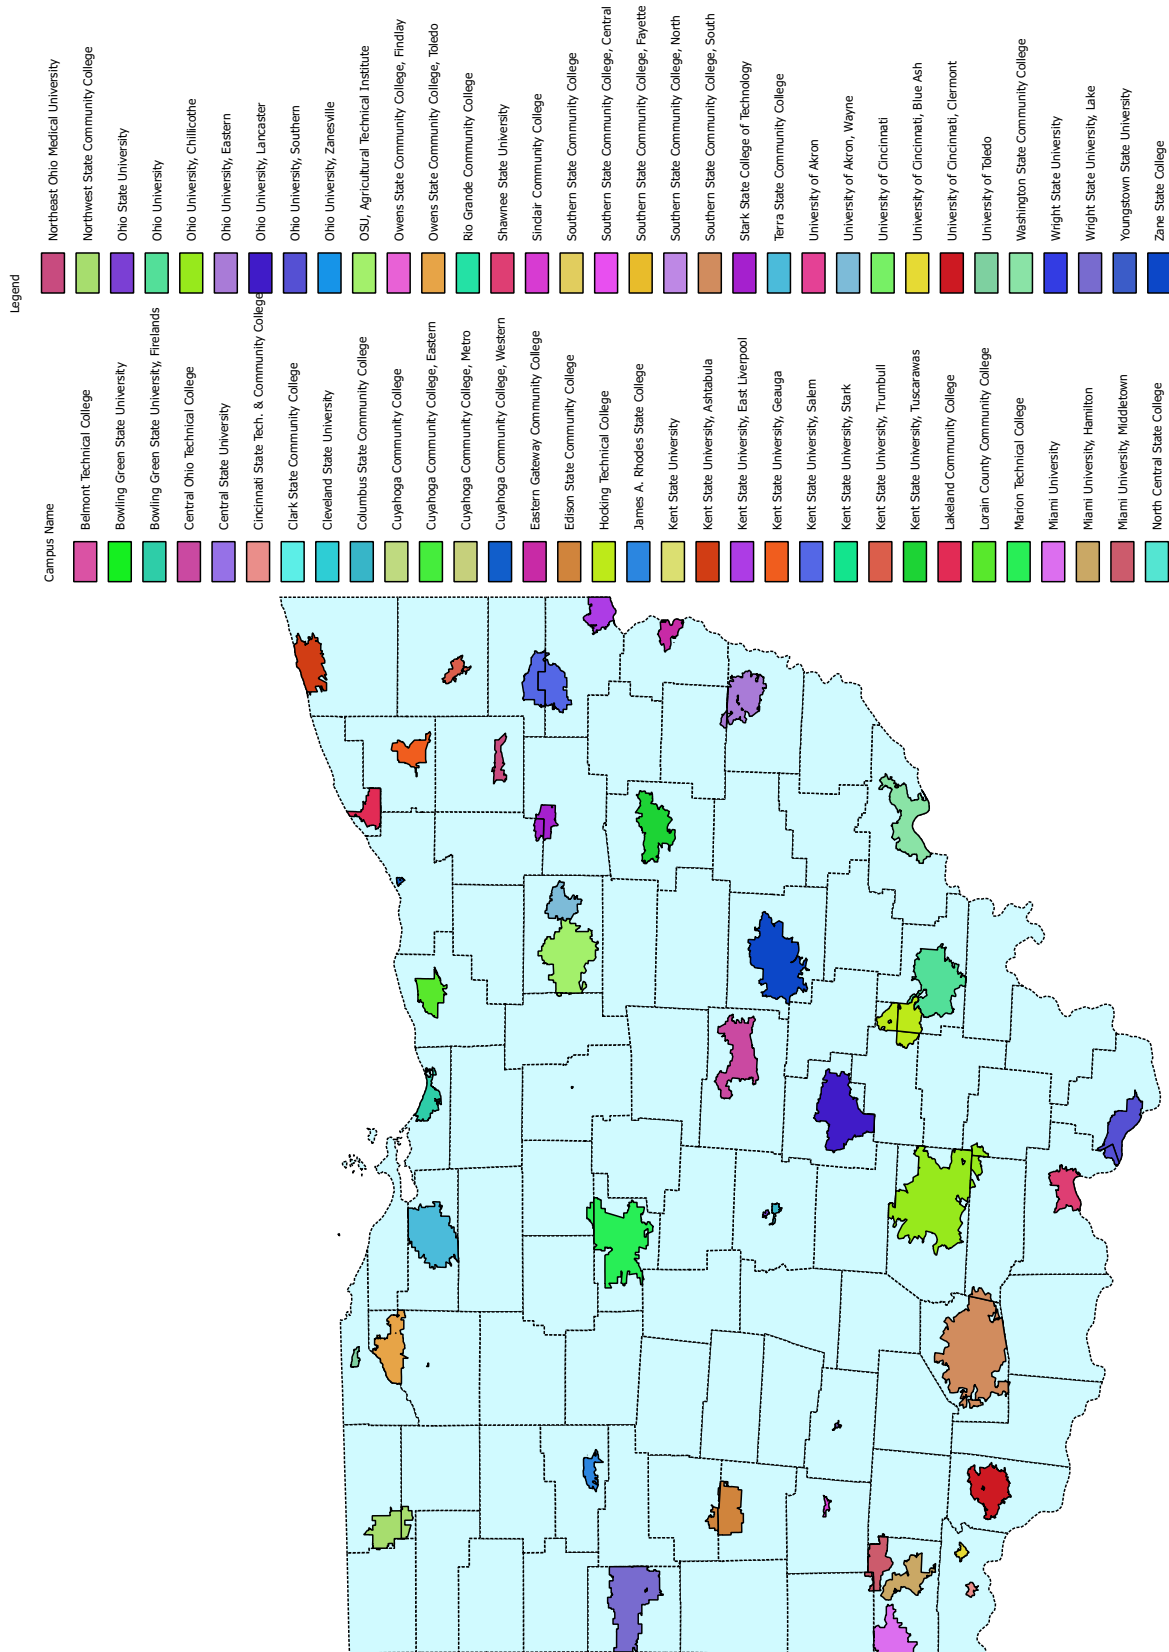 Legend
Campus Name
Belmont Technical College
Bowling Green State University
Bowling Green State University, Firelands
Central Ohio Technical College
Central State University
Cincinnati State Tech. & Community College
Clark State Community College
Cleveland State University
Columbus State Community College
Cuyahoga Community College
Cuyahoga Community College, Eastern
Cuyahoga Community College, Metro
Cuyahoga Community College, Western
Eastern Gateway Community College
Edison State Community College
Hocking Technical College
James A. Rhodes State College
Kent State University
Kent State University, Ashtabula
Kent State University, East Liverpool
Kent State University, Geauga
Kent State University, Salem
Kent State University, Stark
Kent State University, Trumbull
Kent State University, Tuscarawas
Lakeland Community College
Lorain County Community College
Marion Technical College
Miami University
Miami University, Hamilton
Miami University, Middletown
North Central State College
Northeast Ohio Medical University
Northwest State Community College
Ohio State University
Ohio University
Ohio University, Chillicothe
Ohio University, Eastern
Ohio University, Lancaster
Ohio University, Southern
Ohio University, Zanesville
OSU, Agricultural Technical Institute
Owens State Community College, Findlay
Owens State Community College, Toledo
Rio Grande Community College
Shawnee State University
Sinclair Community College
Southern State Community College
Southern State Community College, Central
Southern State Community College, Fayette
Southern State Community College, North
Southern State Community College, South
Stark State College of Technology
Terra State Community College
University of Akron
University of Akron, Wayne
University of Cincinnati
University of Cincinnati, Blue Ash
University of Cincinnati, Clermont
University of Toledo
Washington State Community College
Wright State University
Wright State University, Lake
Youngstown State University
Zane State College